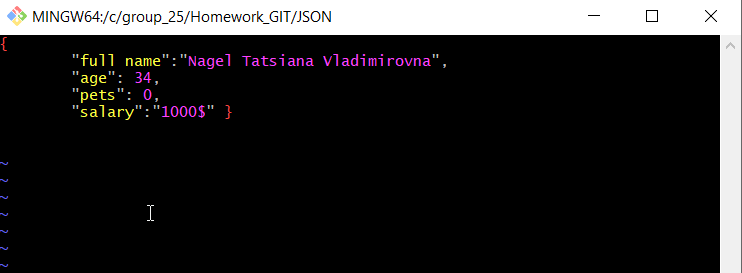 MINGW64:/c/group_25/Homework_GIT/JSON
{
"full name":"Nagel Tatsiana Vladimirovna",
"age": 34,
"pets": 0,
"salary":"1000$" }
~
~
~
~
~
~
~